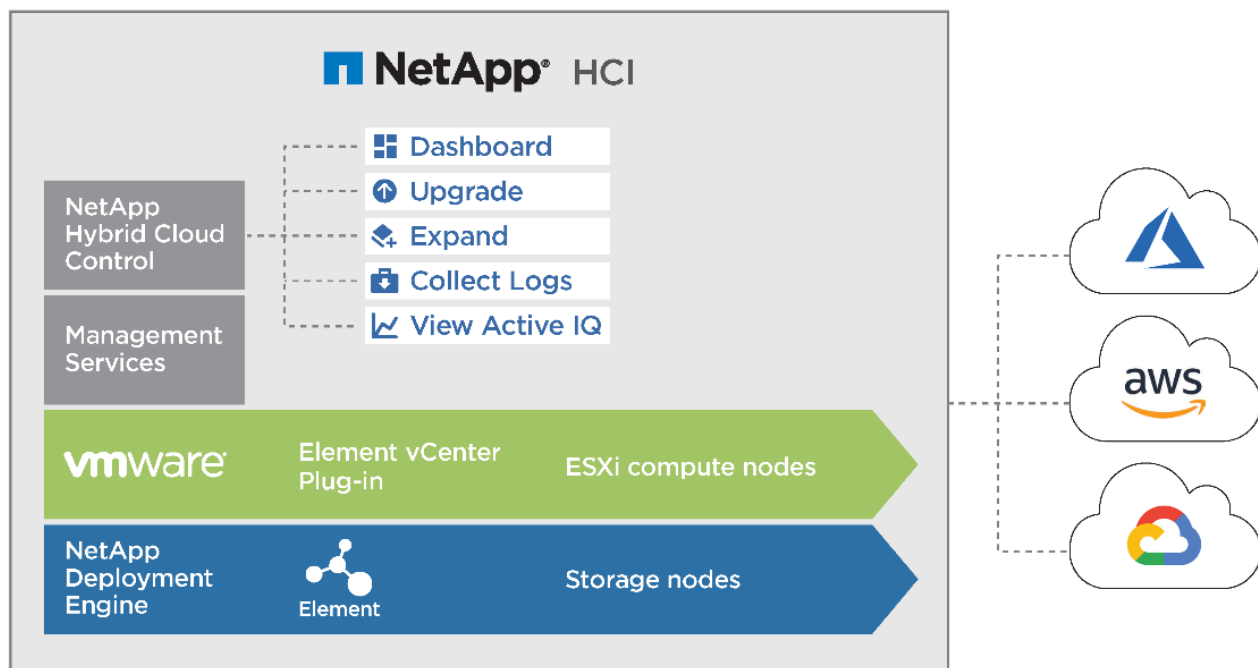 NetApp® HCI
Dashboard
Upgrade
Expand
Collect Logs
View Active IQ
NetApp
Hybrid Cloud
Control
Management
Services
vmware®
Element vCenter
Plug-in
ESXi compute nodes
NetApp
Deployment
Engine
Element
Storage nodes
aws